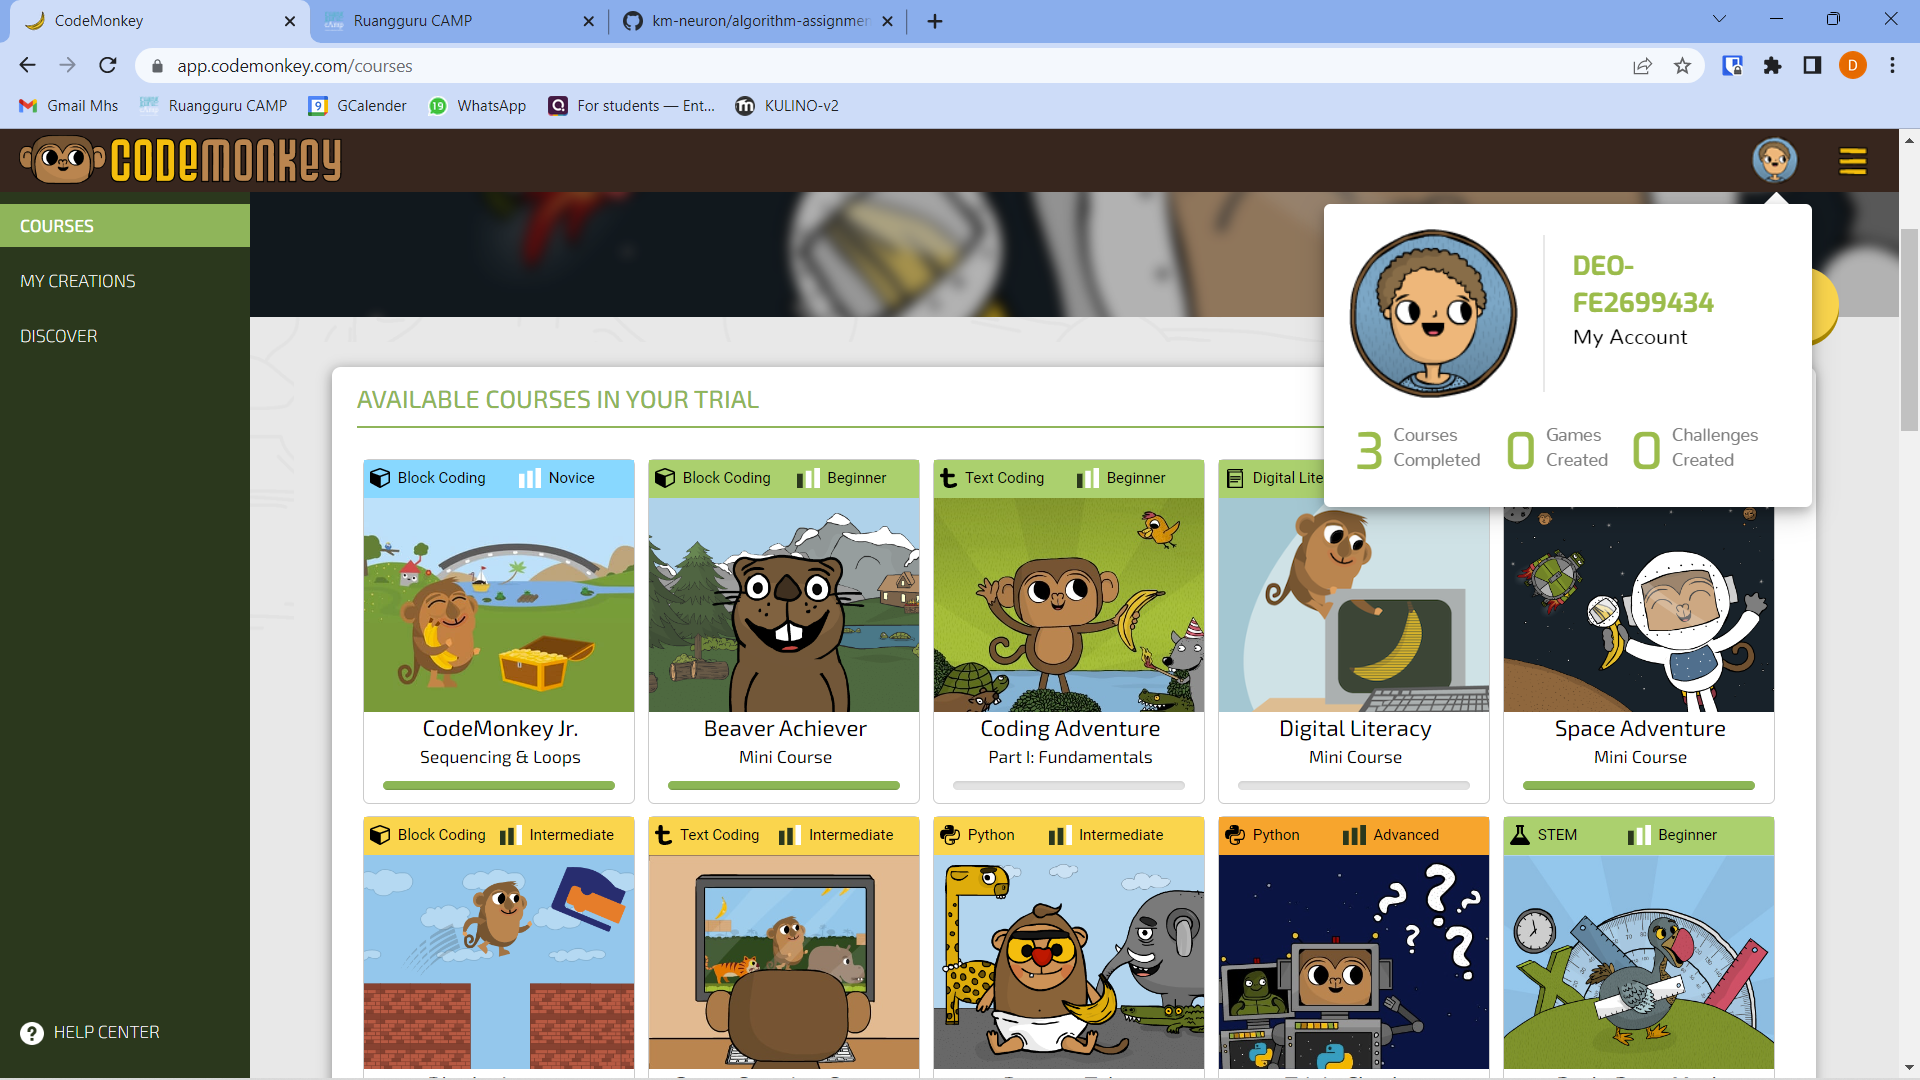 CodeMonkey
Ruangguru CAMP
km-neuron/algorithm-assignmen
app.codemonkey.com/courses
D
Gmail Mhs
Ruangguru CAMP
9
GCalender
19
WhatsApp
For students — Ent...
m
KULINO-v2
CODEMONKEY
COURSES
MY CREATIONS
DISCOVER
? HELP CENTER
DEO-
FE2699434
My Account
3 Courses Completed
0 Games Created
0 Challenges Created
AVAILABLE COURSES IN YOUR TRIAL
Block Coding Novice
CodeMonkey Jr.
Sequencing & Loops
Block Coding Beginner
Beaver Achiever
Mini Course
Text Coding Beginner
Coding Adventure
Part I: Fundamentals
Digital Lite
Digital Literacy
Mini Course
Space Adventure
Mini Course
Block Coding Intermediate
Text Coding Intermediate
Python Intermediate
Python Advanced
STEM Beginner